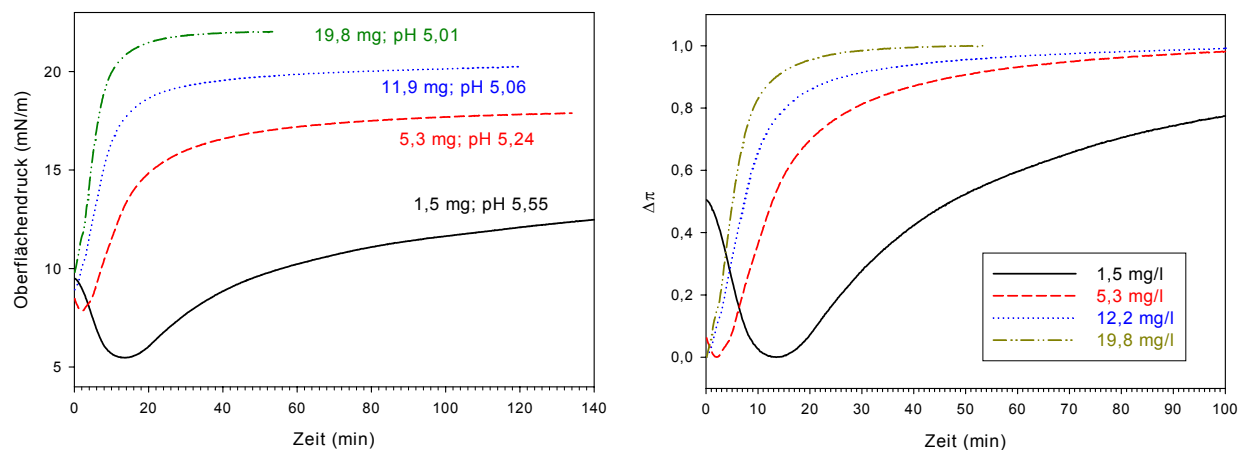 Oberflächendruck (mN/m)
20
15
10
5
19,8 mg; pH 5,01
11,9 mg; pH 5,06
5,3 mg; pH 5,24
1,5 mg; pH 5,55
0 20 40 60 80 100 120 140
Zeit (min)
Δπ
1,0
0,8
0,6
0,4
0,2
0,0
1,5 mg/l
5,3 mg/l
12,2 mg/l
19,8 mg/l
0 10 20 30 40 50 60 70 80 90 100
Zeit (min)